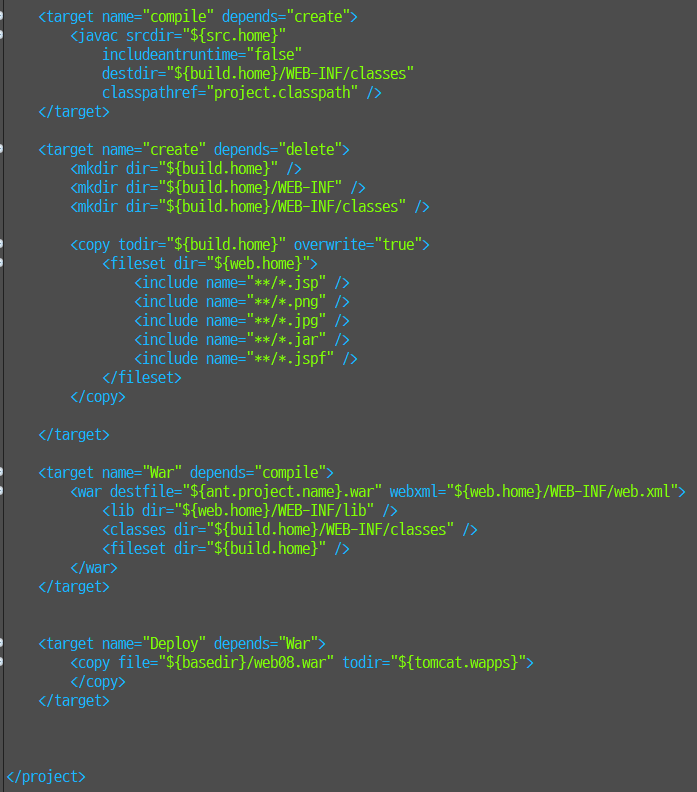 <target name="compile" depends="create">
<javac srcdir="${src.home}"
includeantruntime="false"
destdir="${build.home}/WEB-INF/classes"
classpathref="project.classpath" />
</target>
<target name="create" depends="delete">
<mkdir dir="${build.home}" />
<mkdir dir="${build.home}/WEB-INF" />
<mkdir dir="${build.home}/WEB-INF/classes" />
<copy todir="${build.home}" overwrite="true">
<fileset dir="${web.home}">
<include name="**/*.jsp" />
<include name="**/*.png" />
<include name="**/*.jpg" />
<include name="**/*.jar" />
<include name="**/*.jspf" />
</fileset>
</copy>
</target>
<target name="War" depends="compile">
<war destfile="${ant.project.name}.war" webxml="${web.home}/WEB-INF/web.xml">
<lib dir="${web.home}/WEB-INF/lib" />
<classes dir="${build.home}/WEB-INF/classes" />
<fileset dir="${build.home}" />
</war>
</target>
<target name="Deploy" depends="War">
<copy file="${basedir}/web08.war" todir="${tomcat.wapps}">
</copy>
</target>
</project>